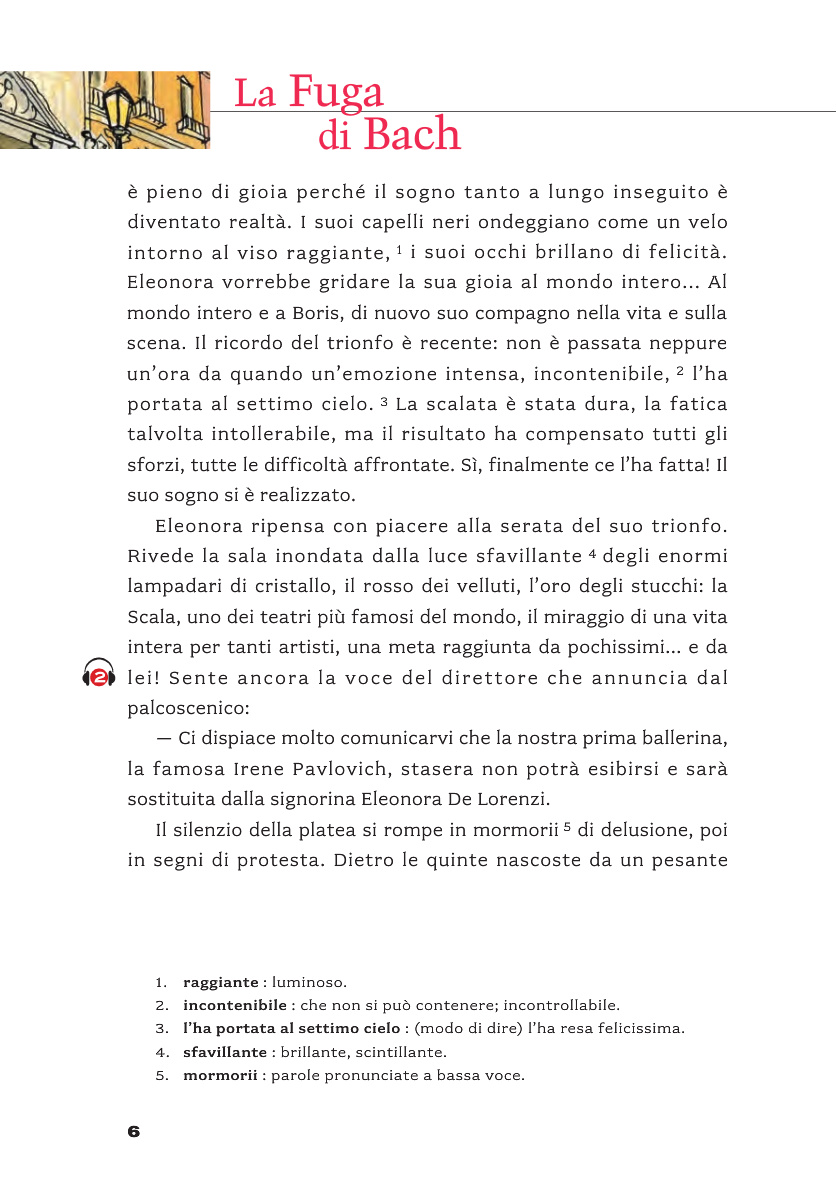 La Fuga
di Bach
è pieno di gioia perché il sogno tanto a lungo inseguito è
diventato realtà. I suoi capelli neri ondeggiano come un velo
intorno al viso raggiante, 1 i suoi occhi brillano di felicità.
Eleonora vorrebbe gridare la sua gioia al mondo intero... Al
mondo intero e a Boris, di nuovo suo compagno nella vita e sulla
scena. Il ricordo del trionfo è recente: non è passata neppure
un'ora da quando un'emozione intensa, incontenibile, 2 l'ha
portata al settimo cielo. 3 La scalata è stata dura, la fatica
talvolta intollerabile, ma il risultato ha compensato tutti gli
sforzi, tutte le difficoltà affrontate. Sì, finalmente ce l'ha fatta! Il
suo sogno si è realizzato.
Eleonora ripensa con piacere alla serata del suo trionfo.
Rivede la sala inondata dalla luce sfavillante 4 degli enormi
lampadari di cristallo, il rosso dei velluti, l'oro degli stucchi: la
Scala, uno dei teatri più famosi del mondo, il miraggio di una vita
intera per tanti artisti, una meta raggiunta da pochissimi... e da
2 lei! Sente ancora la voce del direttore che annuncia dal
palcoscenico:
— Ci dispiace molto comunicarvi che la nostra prima ballerina,
la famosa Irene Pavlovich, stasera non potrà esibirsi e sarà
sostituita dalla signorina Eleonora De Lorenzi.
Il silenzio della platea si rompe in mormorii 5 di delusione, poi
in segni di protesta. Dietro le quinte nascoste da un pesante
1. raggiante : luminoso.
2. incontenibile : che non si può contenere; incontrollabile.
3. l'ha portata al settimo cielo : (modo di dire) l'ha resa felicissima.
4. sfavillante : brillante, scintillante.
5. mormorii : parole pronunciate a bassa voce.
6